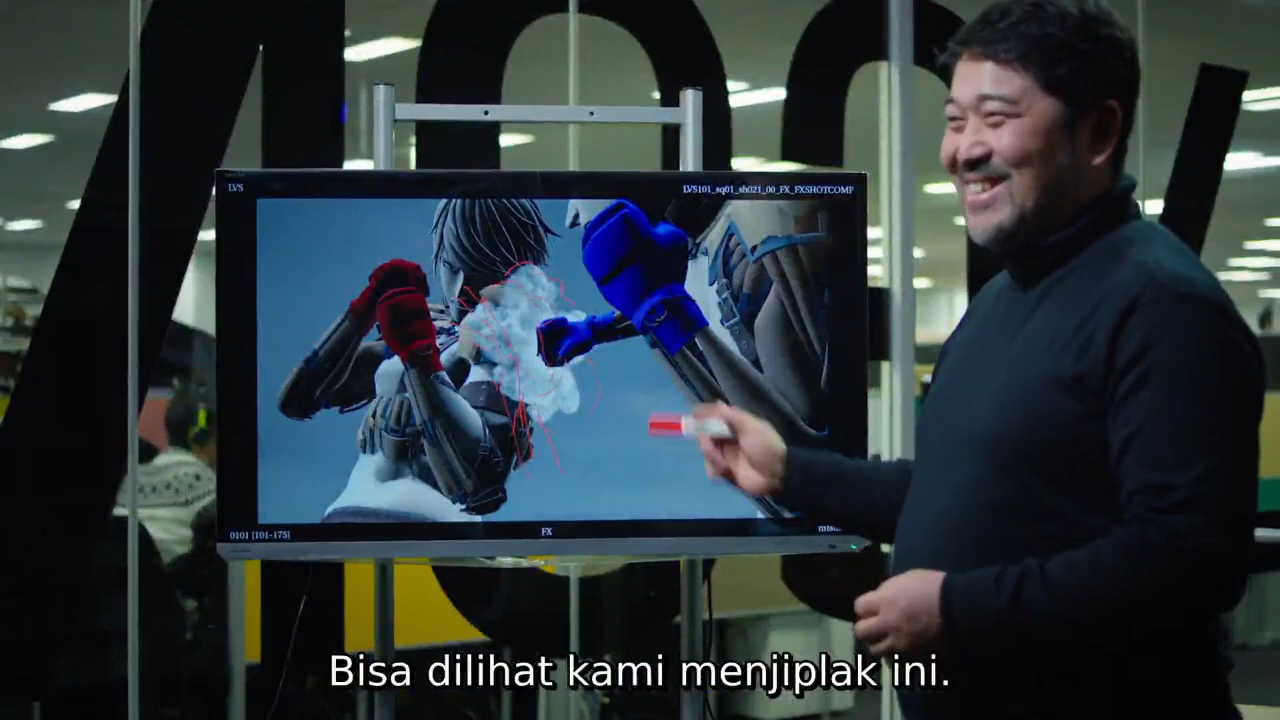 LVS
LVS101_sq01_sh021_00_FX_FXSHOTCOMP
0101 [101-175]
FX
Bisa dilihat kami menjiplak ini.